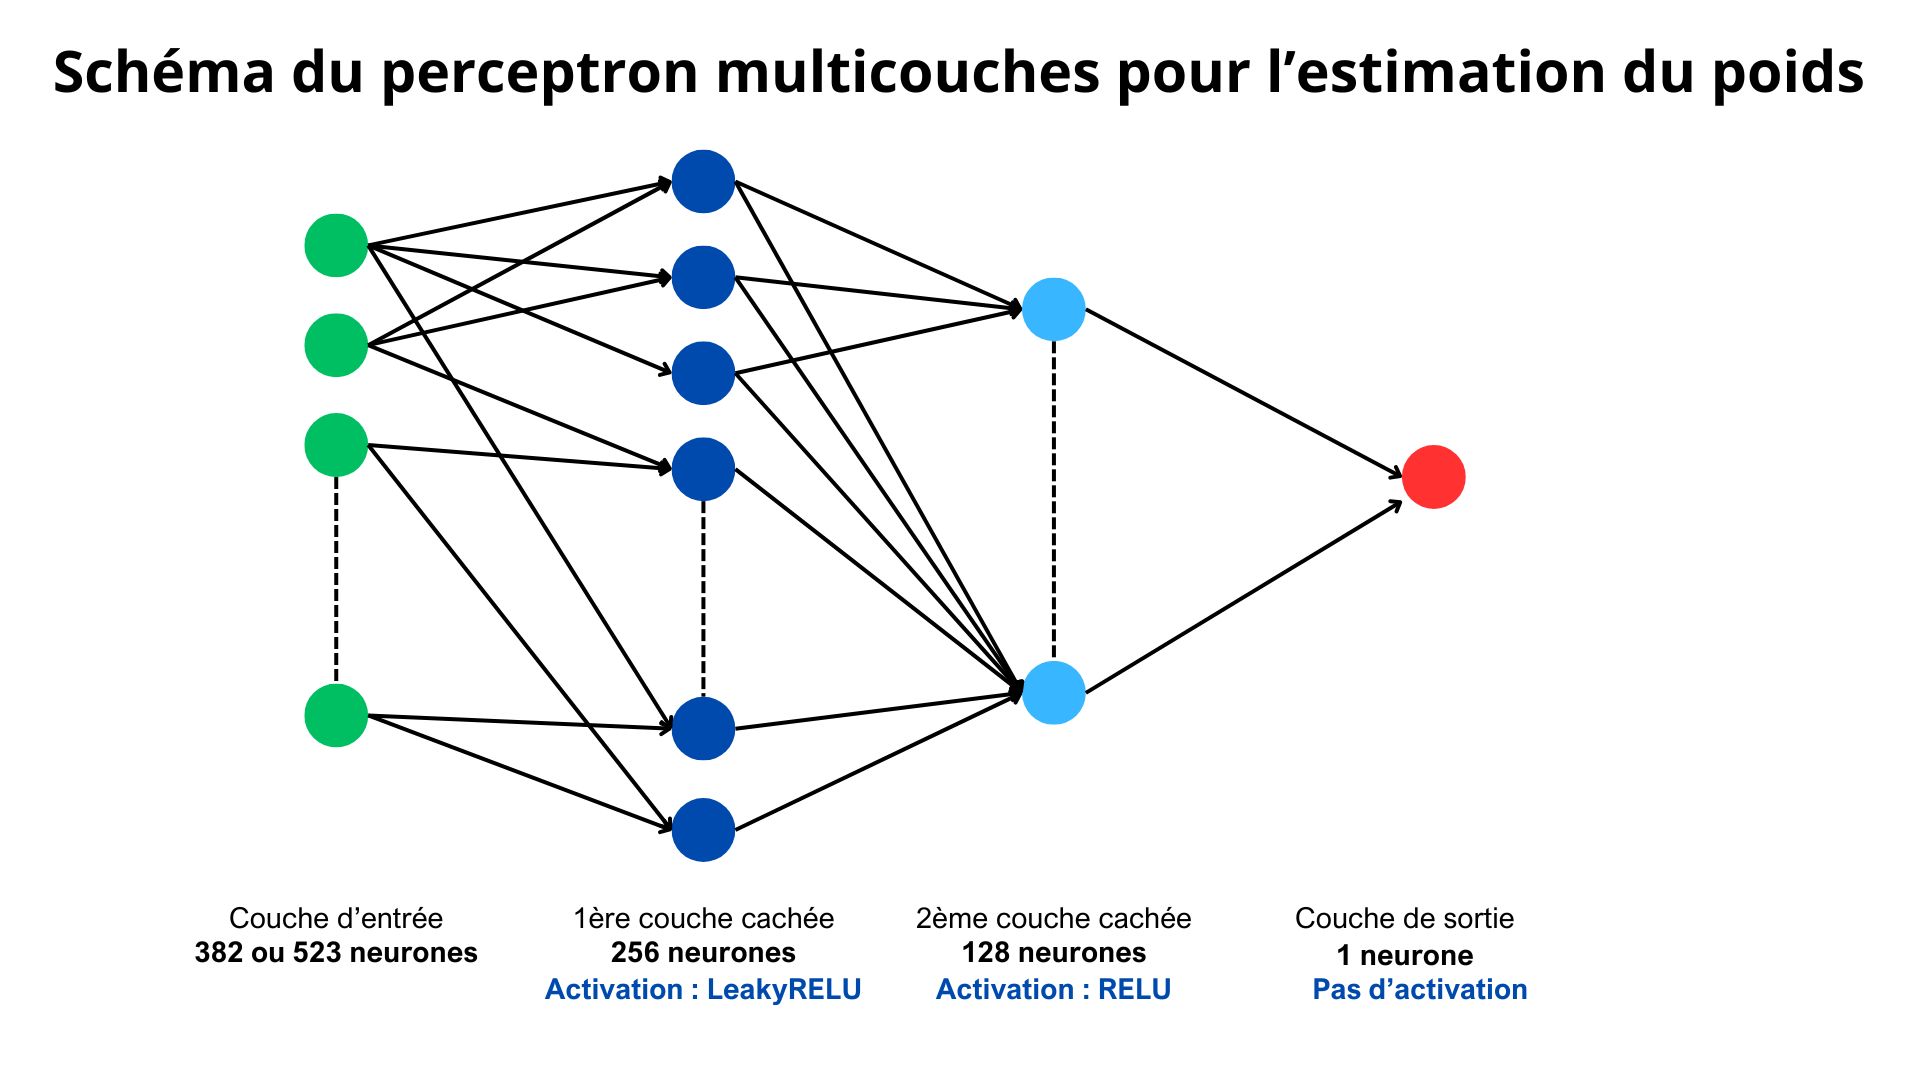 Schéma du perceptron multicouches pour l’estimation du poids
Couche d’entrée
382 ou 523 neurones
1ère couche cachée
256 neurones
Activation : LeakyRELU
2ème couche cachée
128 neurones
Activation : RELU
Couche de sortie
1 neurone
Pas d’activation